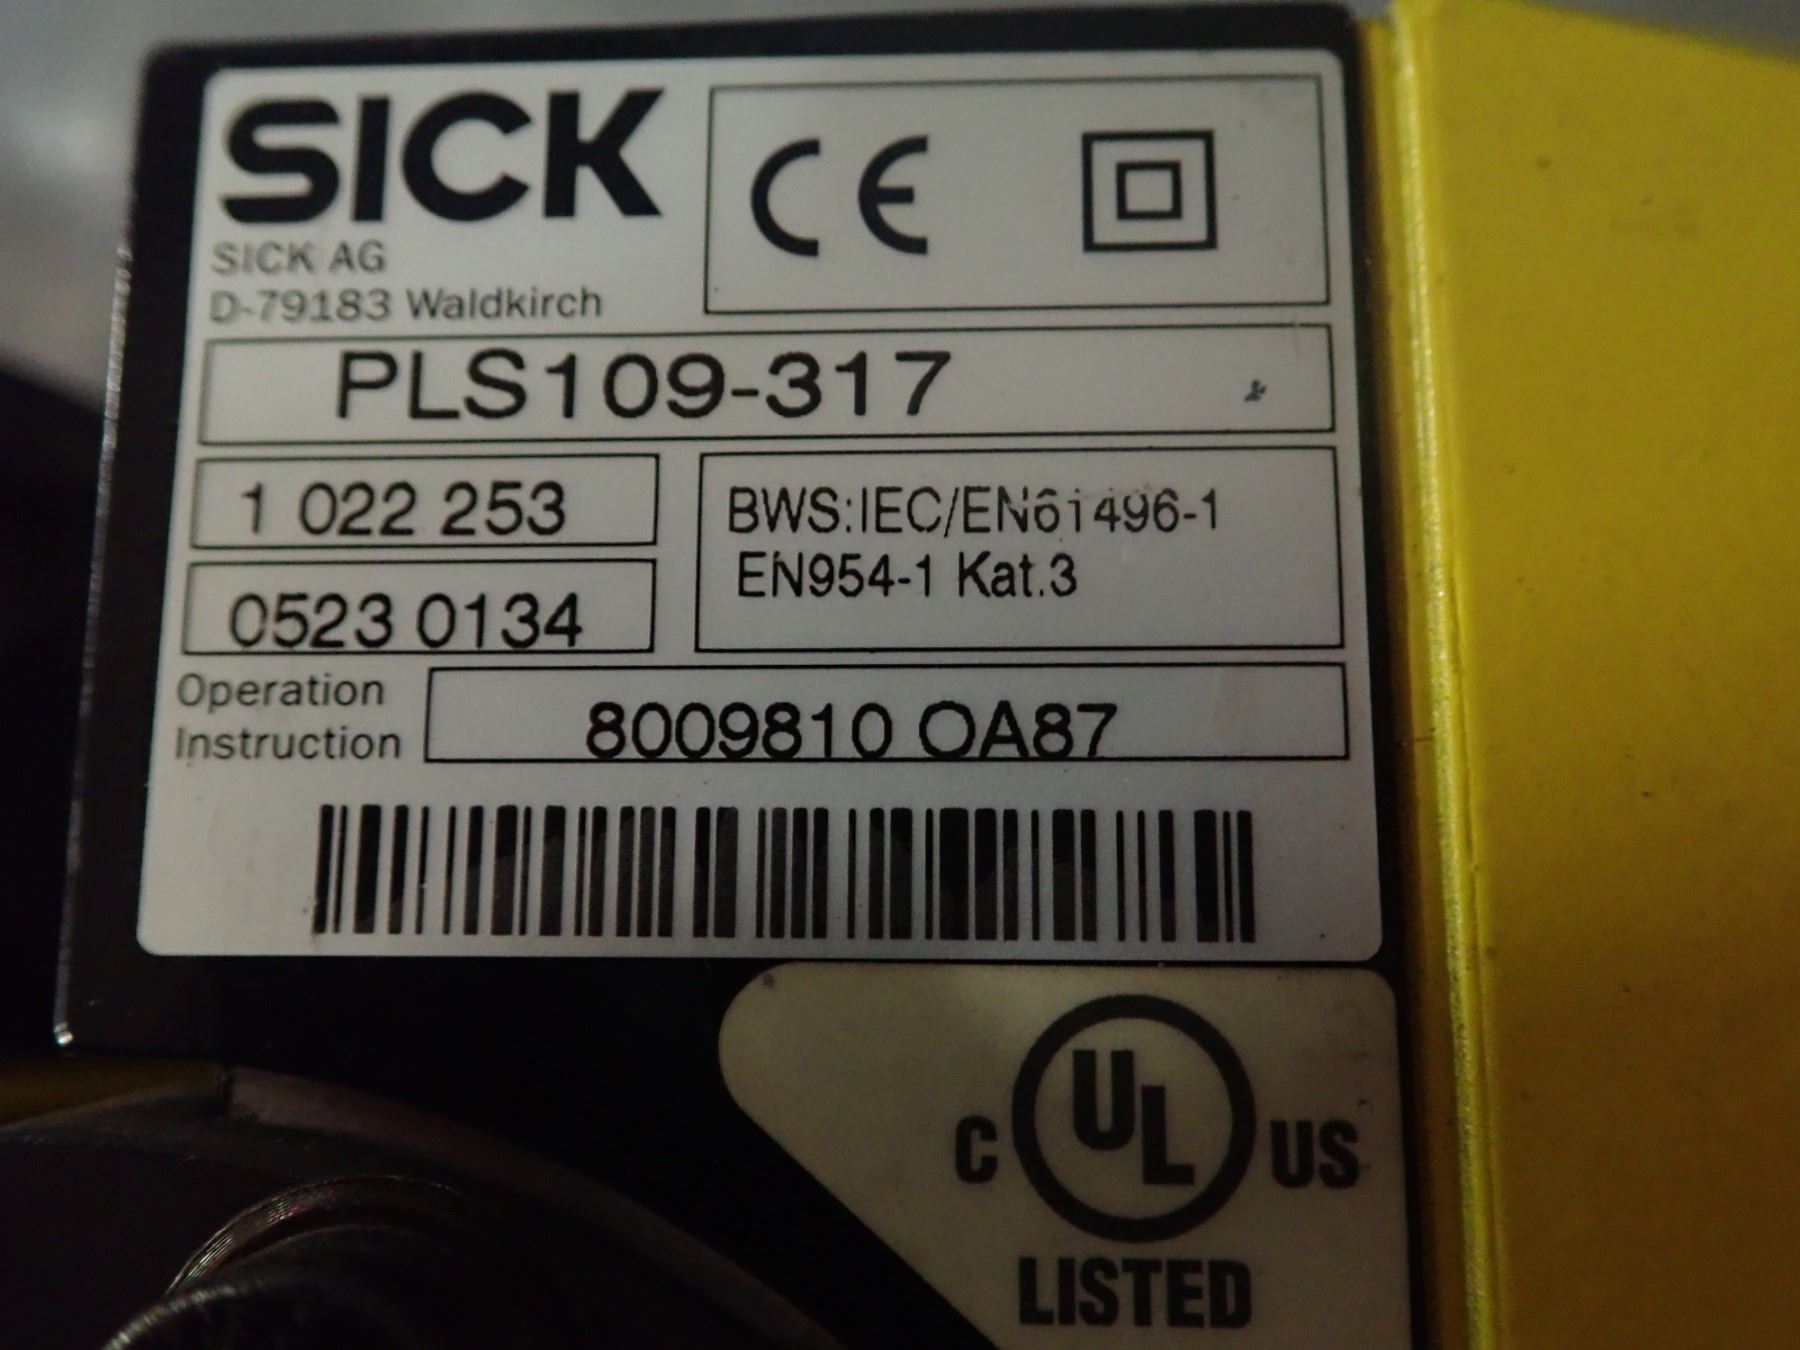 SICK
CE
SICK AG
D-79183 Waldkirch
PLS109-317
1 022 253
BWS:IEC/EN61496-1
EN954-1 Kat.3
0523 0134
Operation
Instruction
8009810 OA87
C UL US
LISTED